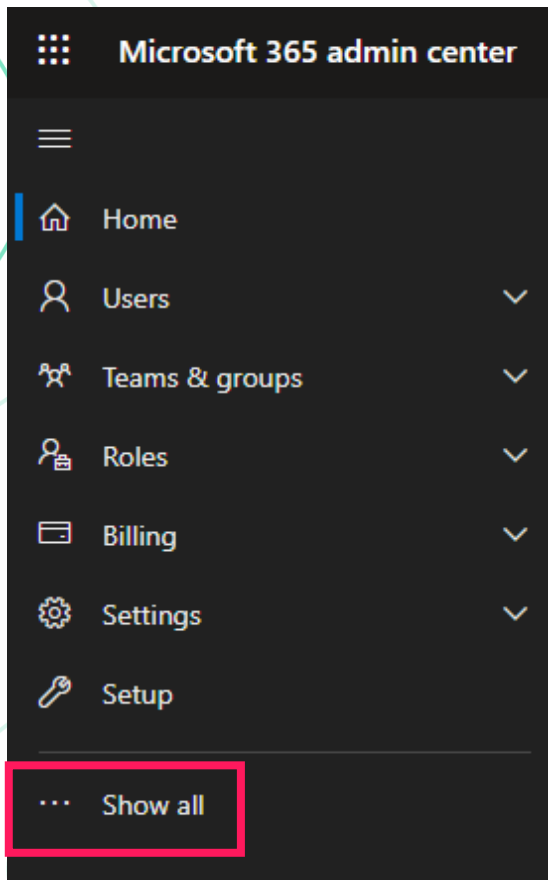 Microsoft 365 admin center
Home
Users
Teams & groups
Roles
Billing
Settings
Setup
... Show all